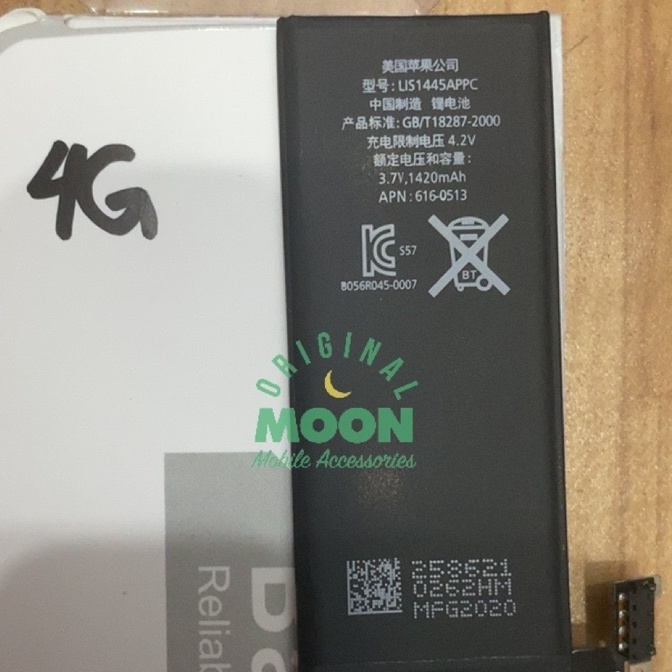 4G
美国苹果公司
型号: LIS1445APPC
中国制造 锂电池
产品标准: GB/T18287-2000
充电限制电压 4.2V
额定电压和容量:
3.7V,1420mAh
APN : 616-0513
S57
BT
B056R045-0007
ORIGINAL
MOON
Mobile Accessories
258621
0262HM
MFG2020